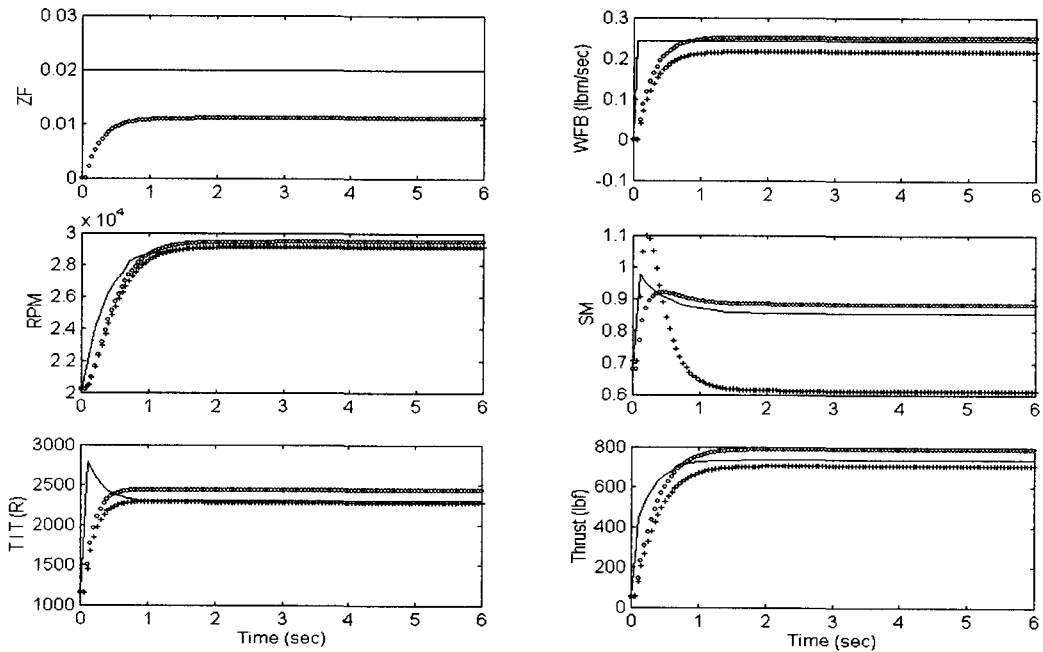 0.03
0.02
0.01
0
ZF
0 1 2 3 4 5 6
0.3
0.2
0.1
0
-0.1
WFB (lbm/sec)
0 1 2 3 4 5 6
x 10^4
3
2.8
2.6
2.4
2.2
2
RPM
0 1 2 3 4 5 6
1.1
1
0.9
0.8
0.7
0.6
SM
0 1 2 3 4 5 6
3000
2500
2000
1500
1000
TIT(R)
0 1 2 3 4 5 6
Time (sec)
800
600
400
200
0
Thrust (lbf)
0 1 2 3 4 5 6
Time (sec)